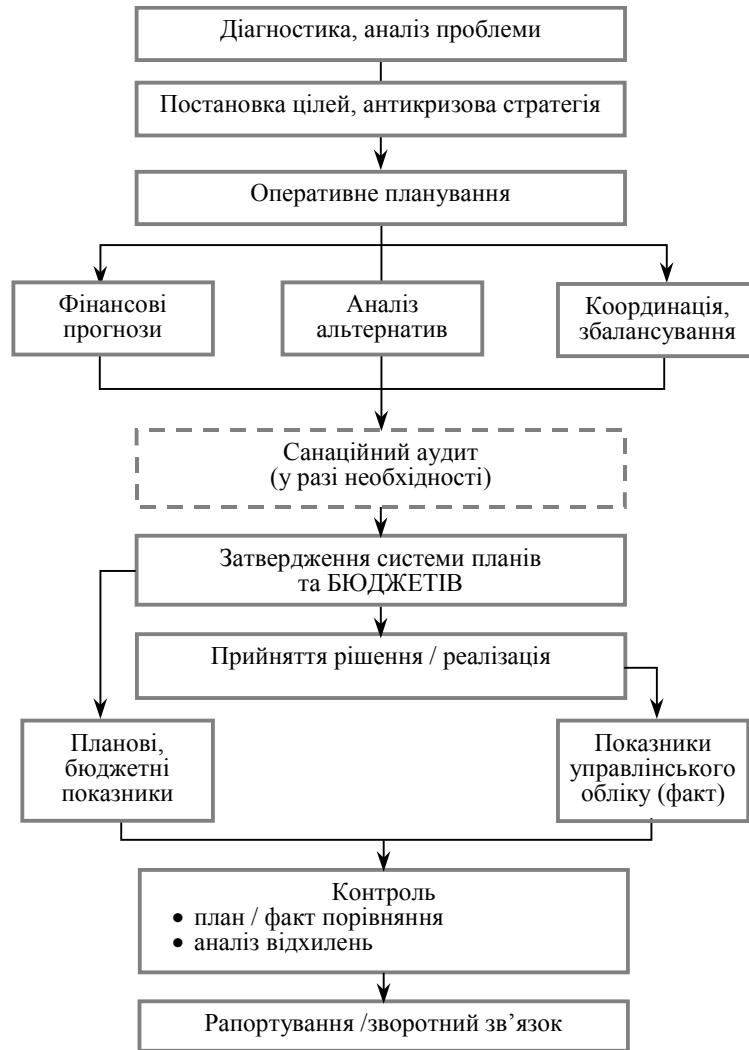 Діагностика, аналіз проблеми
Постановка цілей, антикризова стратегія
Оперативне планування
Фінансові
прогнози
Аналіз
альтернатив
Координація,
збалансування
Санаційний аудит
(у разі необхідності)
Затвердження системи планів
та БЮДЖЕТІВ
Прийняття рішення / реалізація
Планові,
бюджетні
показники
Показники
управлінського
обліку (факт)
Контроль
• план / факт порівняння
• аналіз відхилень
Рапортування /зворотний зв’язок